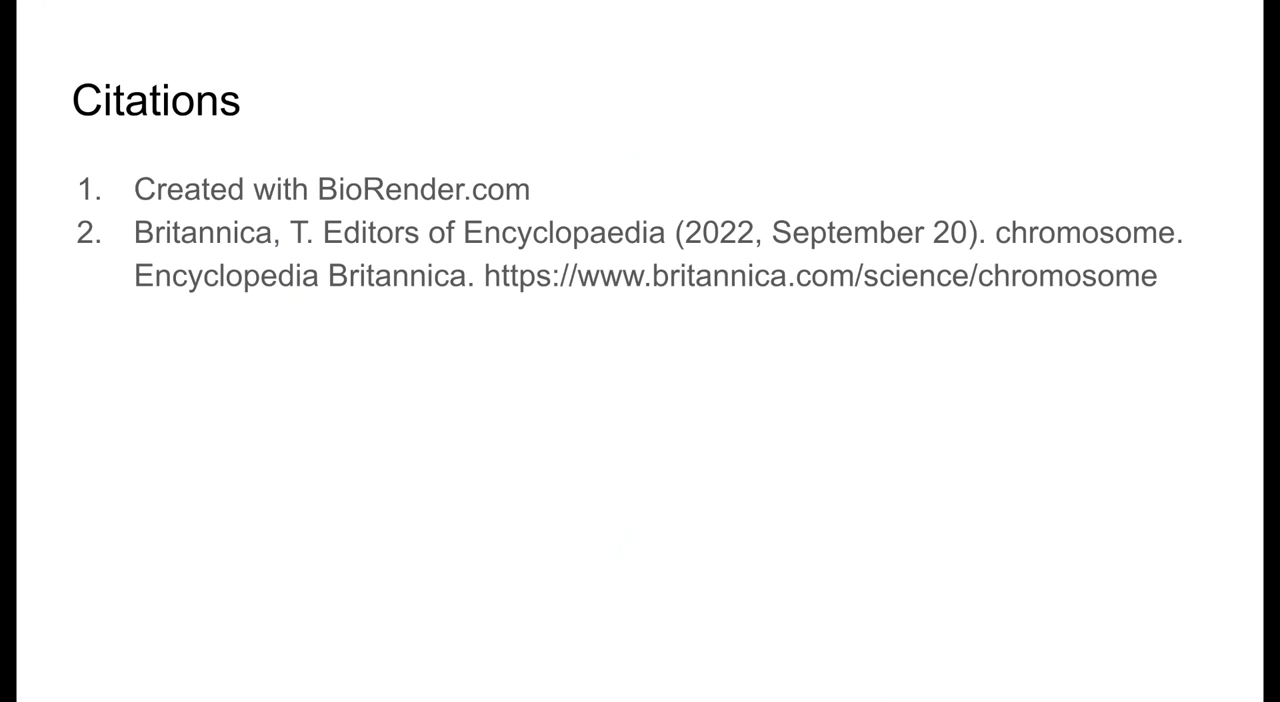 Citations
1. Created with BioRender.com
2. Britannica, T. Editors of Encyclopaedia (2022, September 20). chromosome.
Encyclopedia Britannica. https://www.britannica.com/science/chromosome